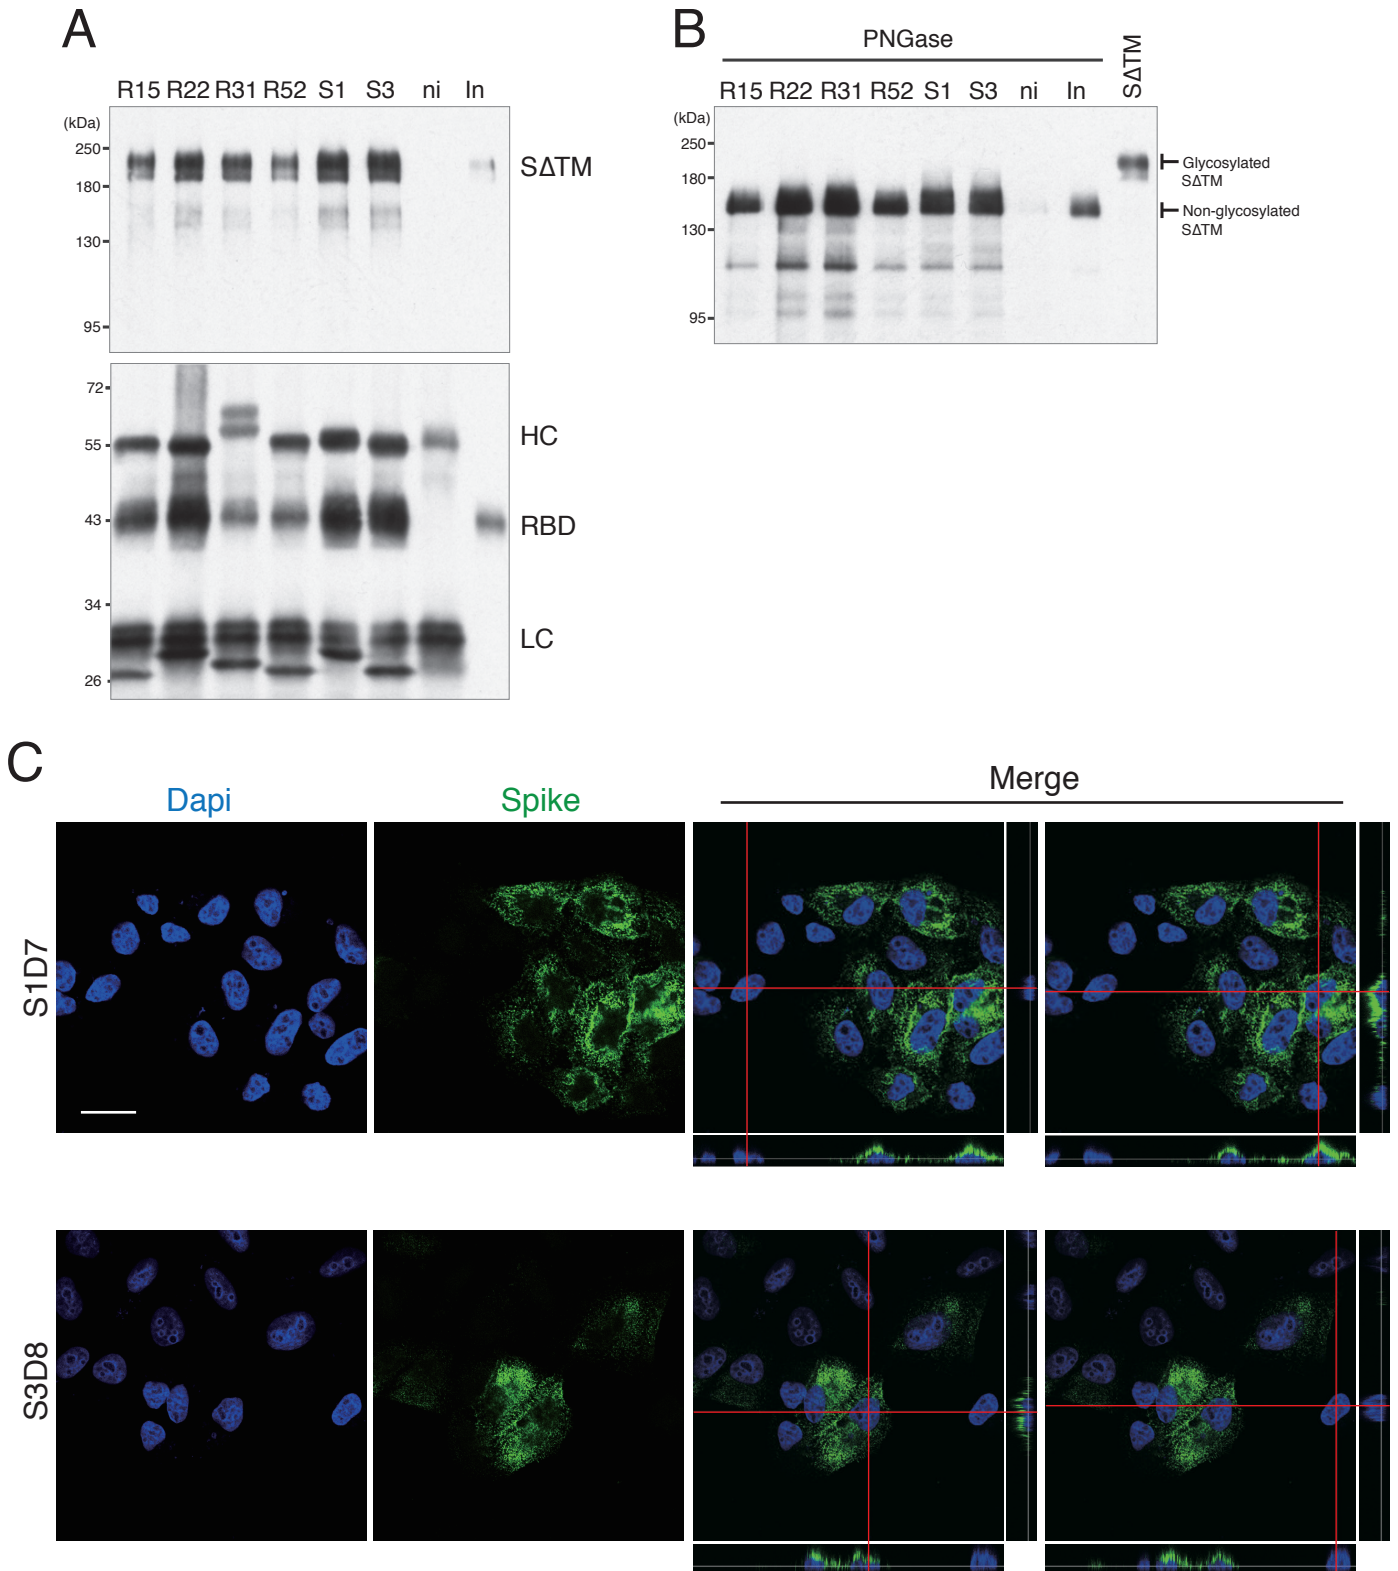 A
R15 R22 R31 R52 S1 S3 ni In
(kDa)
250
180
130
95
SΔTM
72
55
43
34
26
HC
RBD
LC
B
PNGase
R15 R22 R31 R52 S1 S3 ni In SΔTM
(kDa)
250
180
130
95
Glycosylated
SΔTM
Non-glycosylated
SΔTM
C
Dapi Spike Merge
S1D7
S3D8